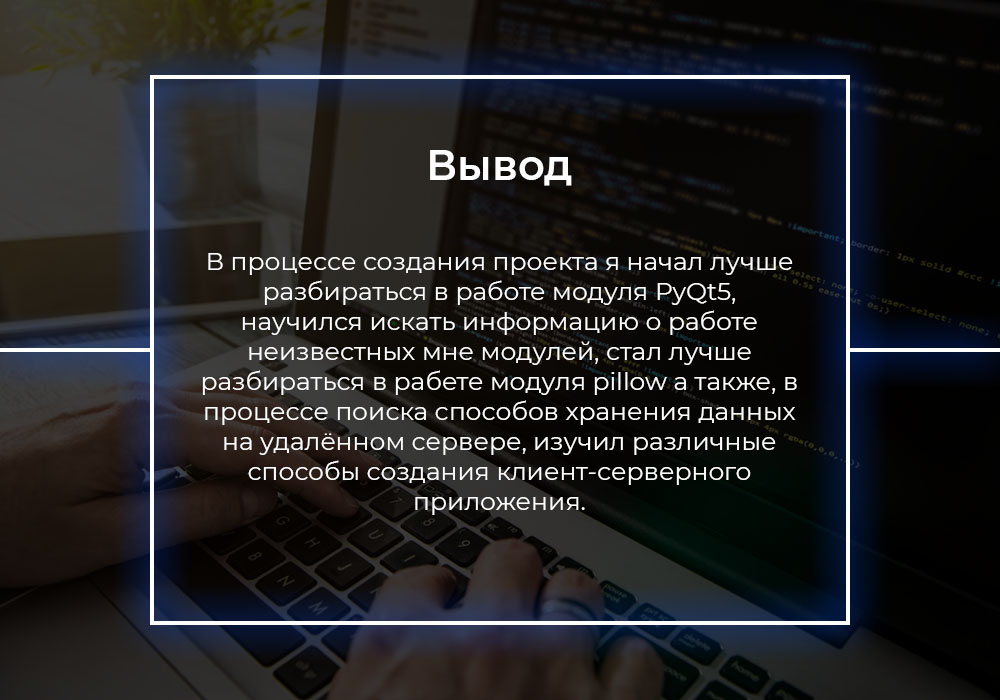 Вывод
В процессе создания проекта я начал лучше
разбираться в работе модуля PyQt5,
научился искать информацию о работе
неизвестных мне модулей, стал лучше
разбираться в рабете модуля pillow а также, в
процессе поиска способов хранения данных
на удалённом сервере, изучил различные
способы создания клиент-серверного
приложения.